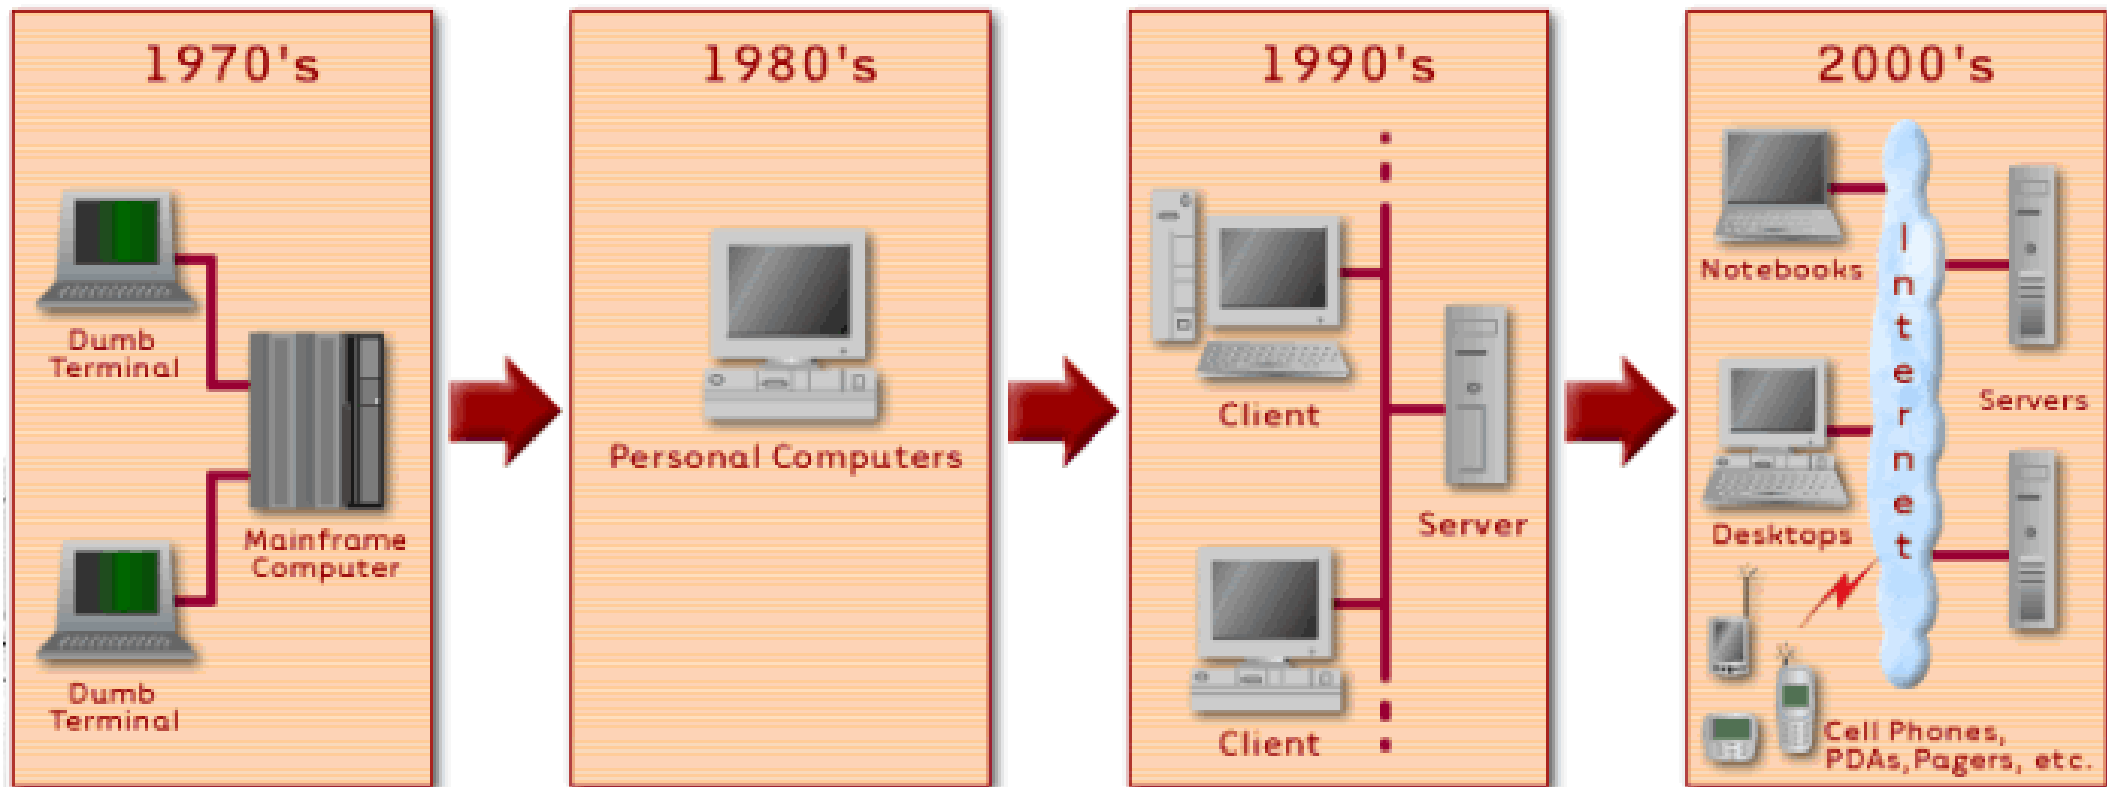 1970's
Dumb
Terminal
Mainframe
Computer
Dumb
Terminal
1980's
Personal Computers
1990's
Client
Server
Client
2000's
Notebooks
Internet
Servers
Desktops
Cell Phones,
PDAs, Pagers, etc.